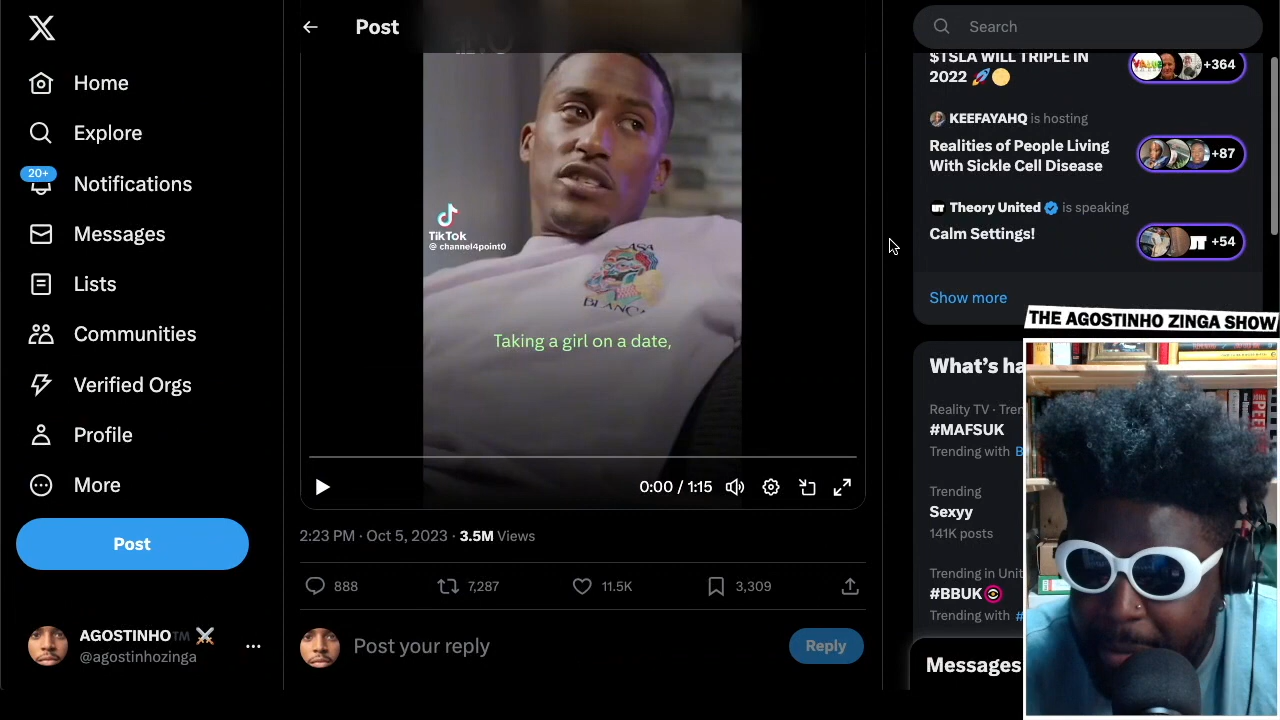 Post
Search
Home
Explore
20+
Notifications
Messages
Lists
Communities
Verified Orgs
Profile
More
Post
AGOSTINHO™
@agostinhozinga
TikTok
@ channel4point0
ASA
BLANCA
Taking a girl on a date,
0:00 / 1:15
2:23 PM · Oct 5, 2023 · 3.5M Views
888
7,287
11.5K
3,309
Post your reply
Reply
$TSLA WILL TRIPLE IN
2022
+364
KEEFAYAHQ is hosting
Realities of People Living
With Sickle Cell Disease
+87
Theory United is speaking
Calm Settings!
+54
Show more
THE AGOSTINHO ZINGA SHOW
What's ha
Reality TV · Tren
#MAFSUK
Trending with B
Trending
Sexyy
141K posts
Trending in Unit
#BBUK
Trending with #
Messages